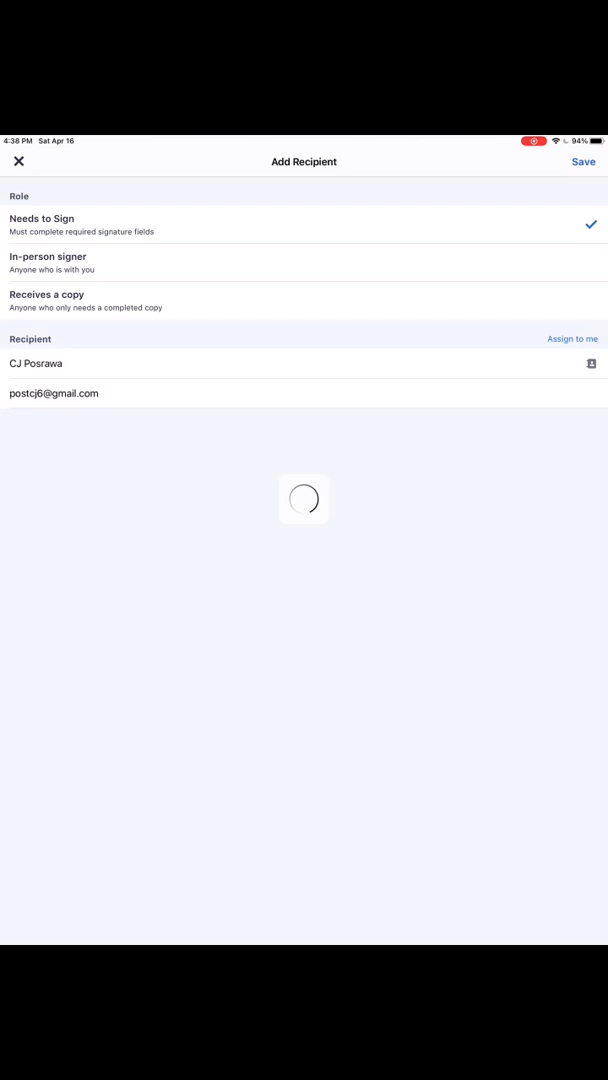 4:38 PM Sat Apr 16 94%
Add Recipient Save
Role
Needs to Sign
Must complete required signature fields
In-person signer
Anyone who is with you
Receives a copy
Anyone who only needs a completed copy
Recipient Assign to me
CJ Posrawa
postcj6@gmail.com